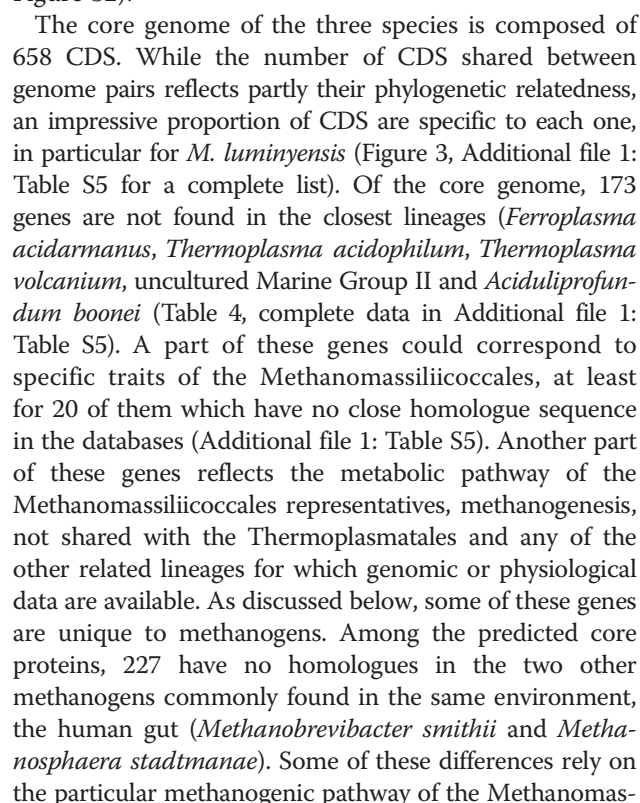 Figure S2).
The core genome of the three species is composed of
658 CDS. While the number of CDS shared between
genome pairs reflects partly their phylogenetic relatedness,
an impressive proportion of CDS are specific to each one,
in particular for M. luminyensis (Figure 3, Additional file 1:
Table S5 for a complete list). Of the core genome, 173
genes are not found in the closest lineages (Ferroplasma
acidarmanus, Thermoplasma acidophilum, Thermoplasma
volcanium, uncultured Marine Group II and Aciduliprofun-
dum boonei (Table 4, complete data in Additional file 1:
Table S5). A part of these genes could correspond to
specific traits of the Methanomassiliicoccales, at least
for 20 of them which have no close homologue sequence
in the databases (Additional file 1: Table S5). Another part
of these genes reflects the metabolic pathway of the
Methanomassiliicoccales representatives, methanogenesis,
not shared with the Thermoplasmatales and any of the
other related lineages for which genomic or physiological
data are available. As discussed below, some of these genes
are unique to methanogens. Among the predicted core
proteins, 227 have no homologues in the two other
methanogens commonly found in the same environment,
the human gut (Methanobrevibacter smithii and Metha-
nosphaera stadtmanae). Some of these differences rely on
the particular methanogenic pathway of the Methanomas-